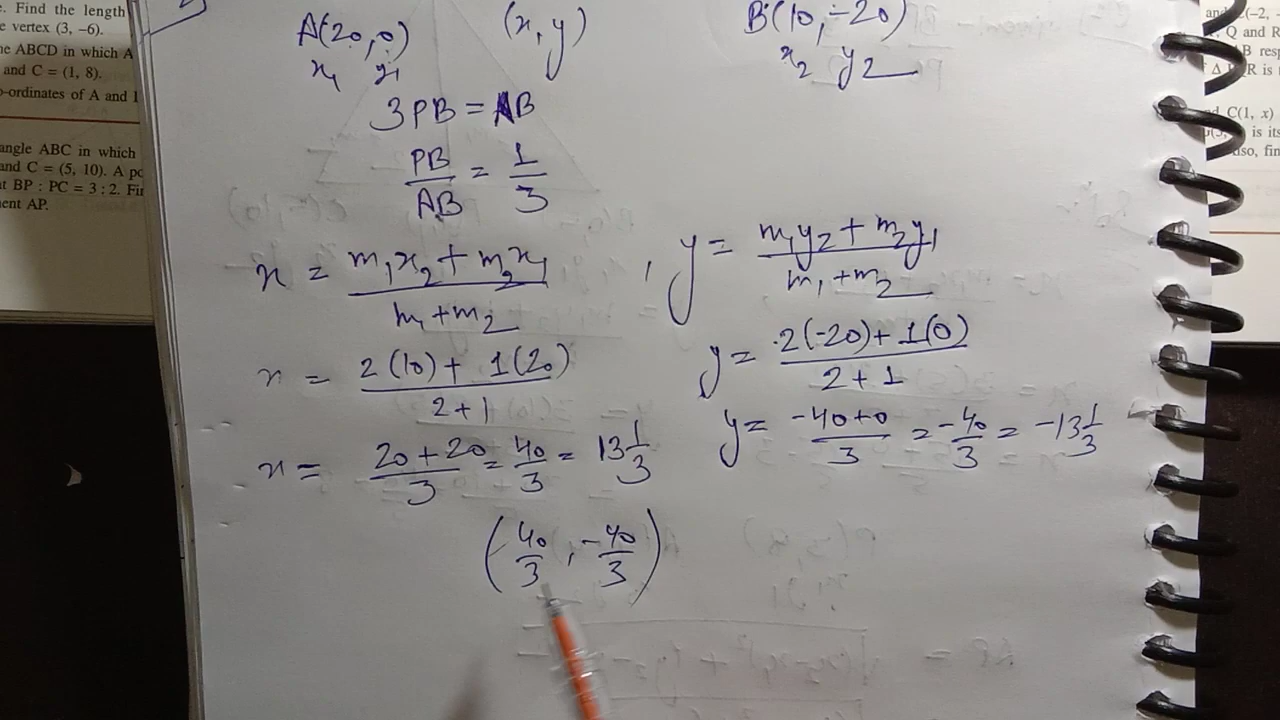 . Find the length
e vertex (3, –6).
ne ABCD in which A
and C = (1, 8).
o-ordinates of A and
angle ABC in which
and C = (5, 10). A
t BP : PC = 3 : 2.
ent AP.
A(20, 0) (x, y) B(10, -20)
x₁ y₁ x₂ y₂
3PB = AB
PB/AB = 1/3
x = (m₁x₂ + m₂x₁)/(m₁ + m₂) , y = (m₁y₂ + m₂y₁)/(m₁ + m₂)
x = (2(10) + 1(20))/(2 + 1) y = (2(-20) + 1(0))/(2 + 1)
x = (20 + 20)/3 = 40/3 = 13 1/3 y = (-40 + 0)/3 = -40/3 = -13 1/3
(40/3, -40/3)
(–2,
Q and R
AB resp
R is
C(1, x)
is its
also, fin